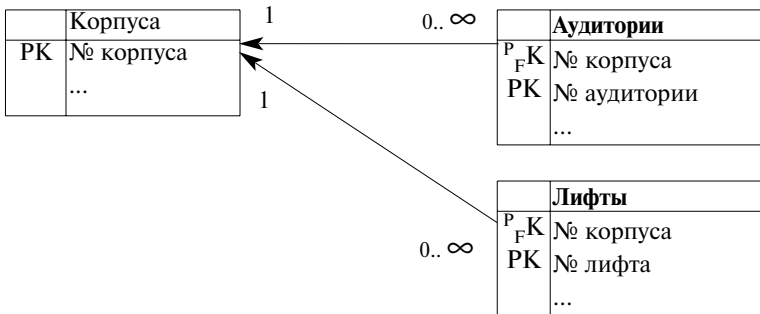 Корпуса
PK № корпуса
...
1
0.. ∞
Аудитории
PFK № корпуса
PK № аудитории
...
1
0.. ∞
Лифты
PFK № корпуса
PK № лифта
...